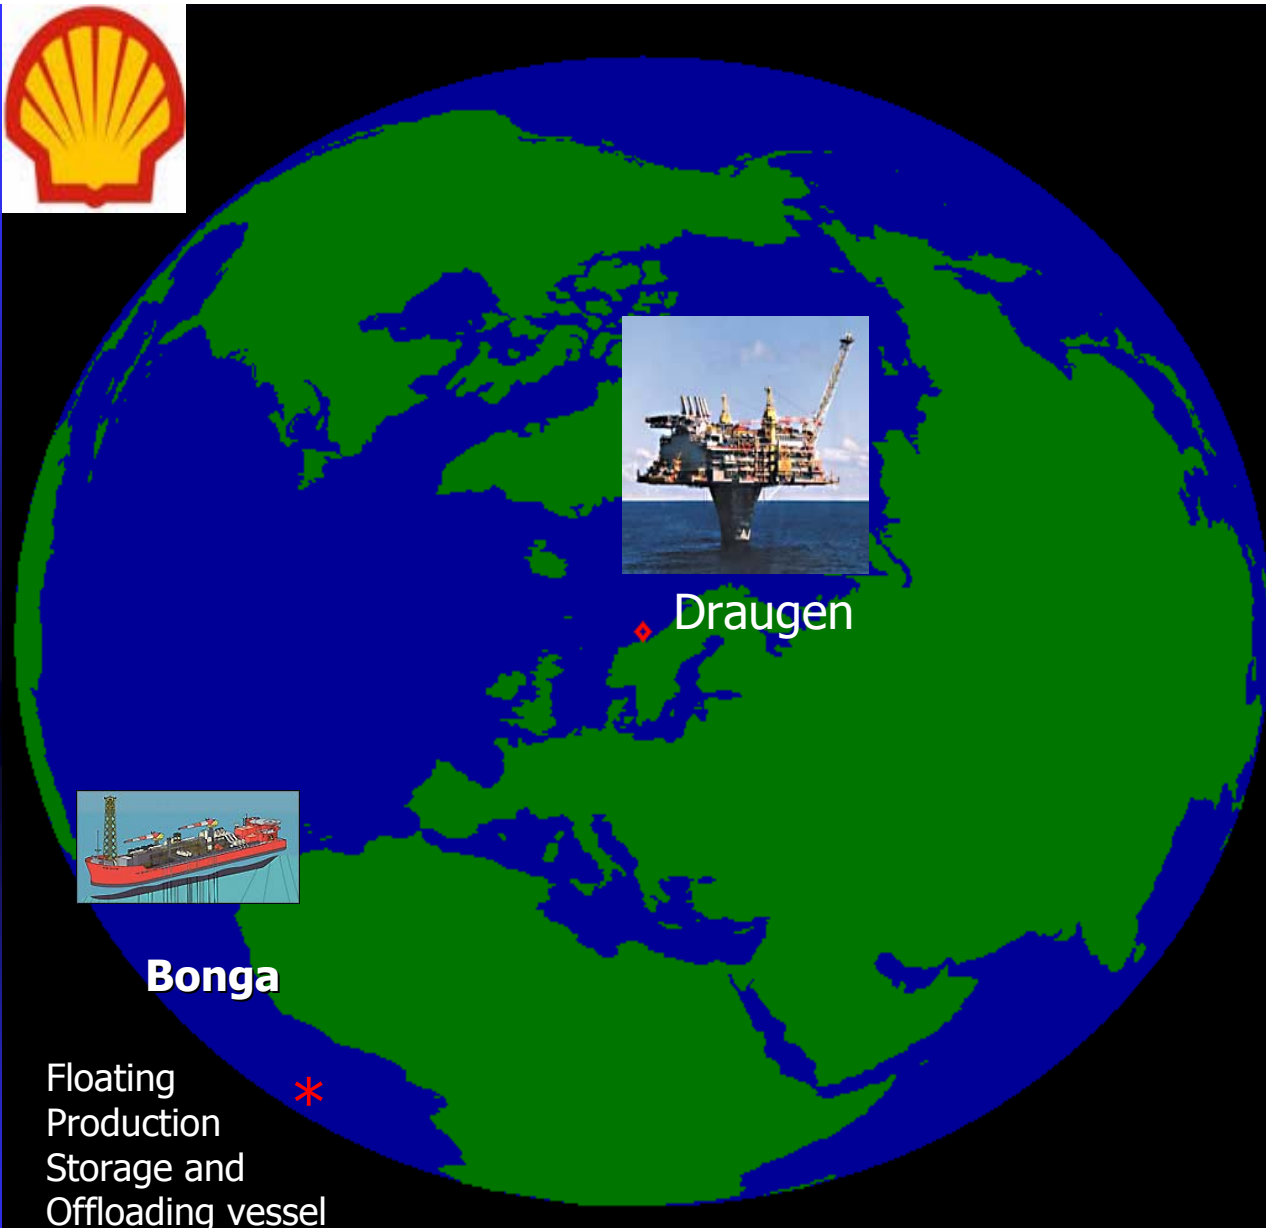 Draugen
Bonga
Floating
Production
Storage and
Offloading vessel